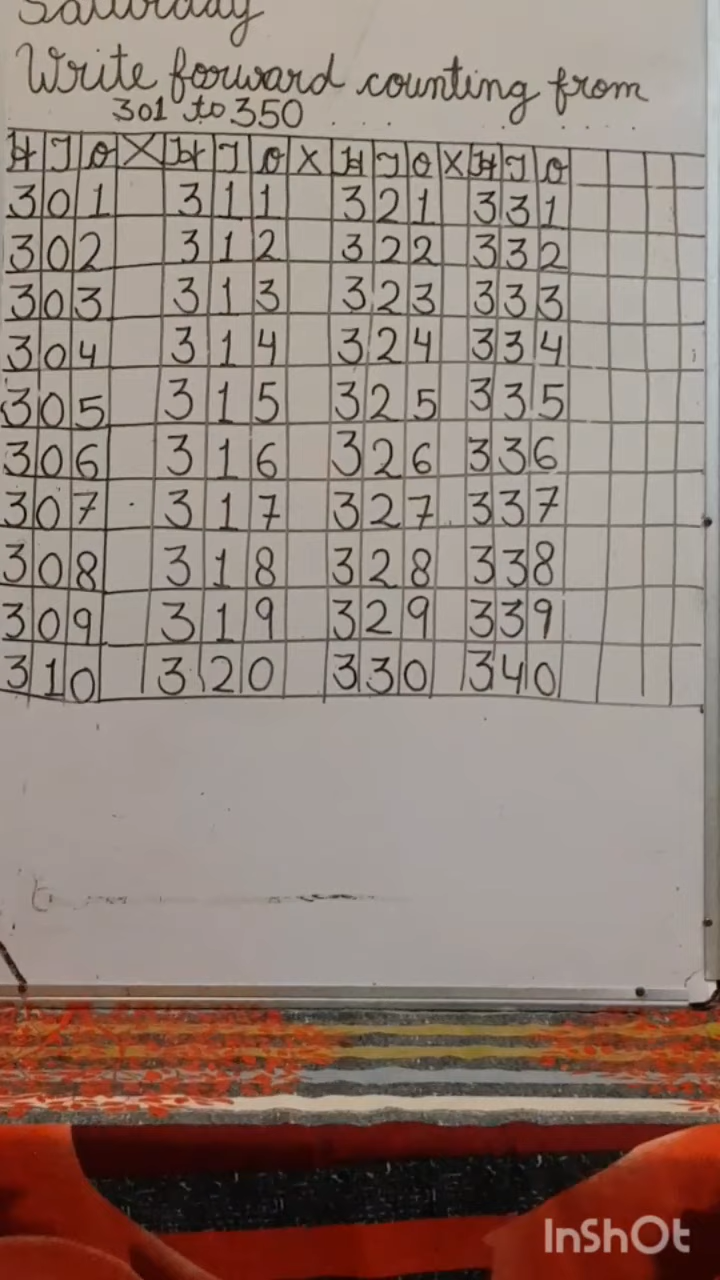 Saturday
Write forward counting from
301 to 350
H T O X H T O X H T O X H T O
301 311 321 331
302 312 322 332
303 313 323 333
304 314 324 334
305 315 325 335
306 316 326 336
307 317 327 337
308 318 328 338
309 319 329 339
310 320 330 340
InShOt